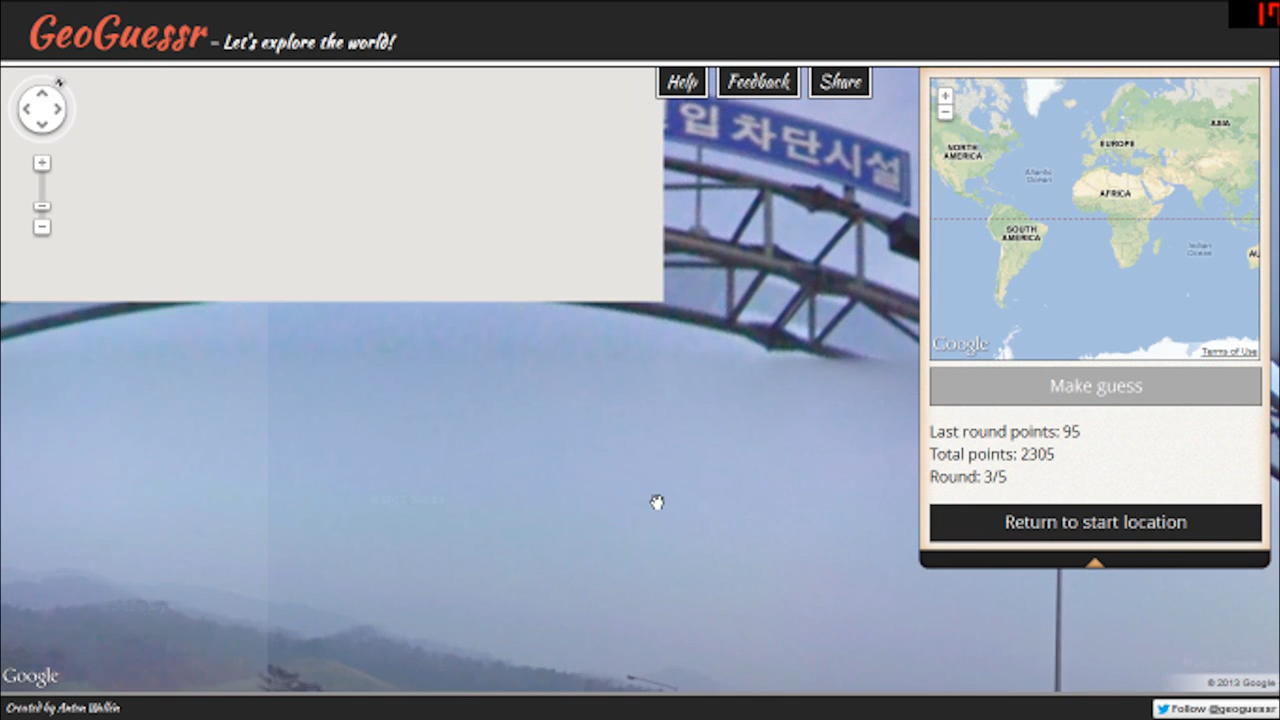 GeoGuessr - Let's explore the world!
Help
Feedback
Share
입차단시설
NORTH AMERICA
Atlantic Ocean
EUROPE
ASIA
AFRICA
SOUTH AMERICA
Indian Ocean
AU
Google
Terms of Use
Make guess
Last round points: 95
Total points: 2305
Round: 3/5
Return to start location
Google
© 2013 Google
Created by Anton Wallén
Follow @geoguessr